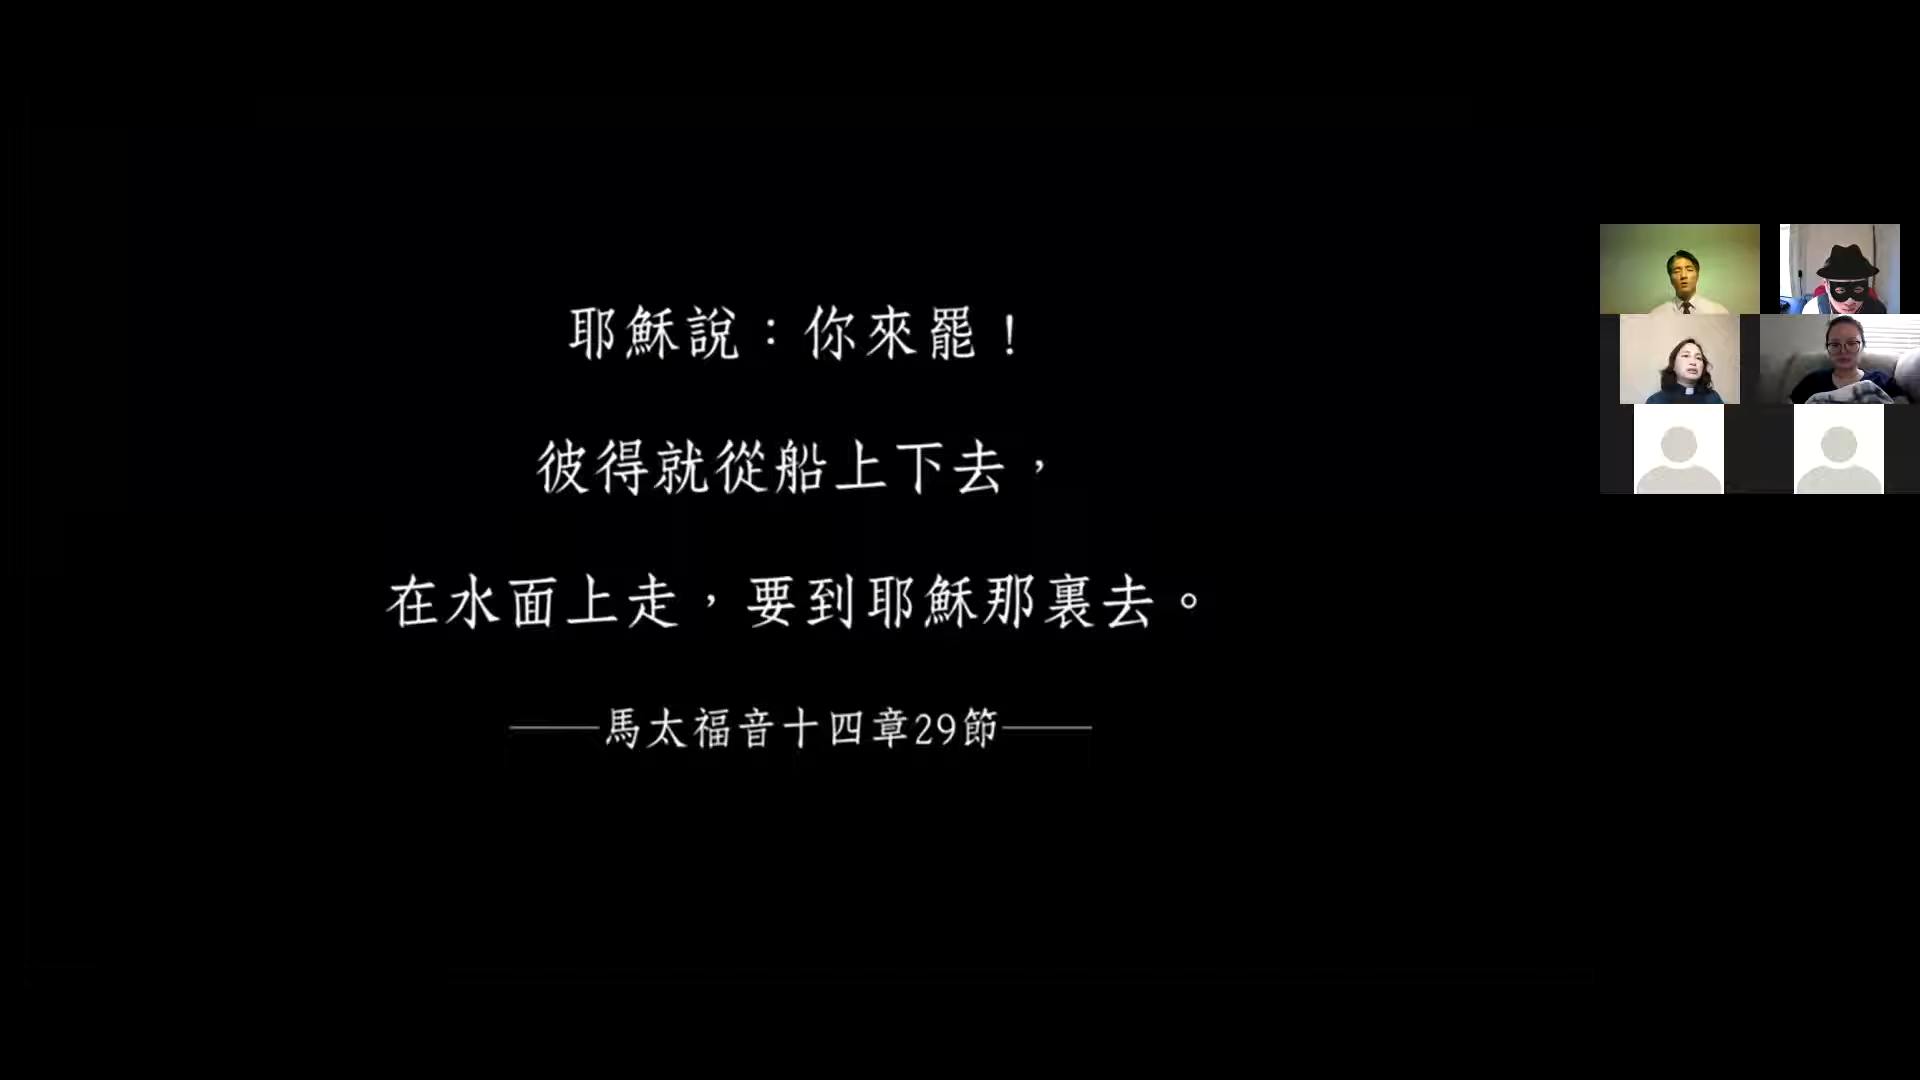 耶穌說：你來罷！
彼得就從船上下去，
在水面上走，要到耶穌那裏去。
——馬太福音十四章29節——